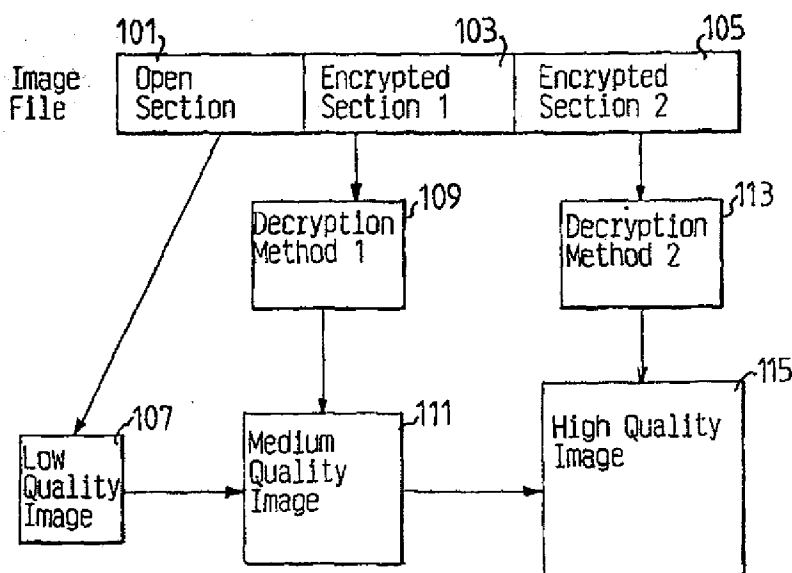 101
103
105
Image
File
Open
Section
Encrypted
Section 1
Encrypted
Section 2
109
Decryption
Method 1
113
Decryption
Method 2
107
Low
Quality
Image
111
Medium
Quality
Image
115
High Quality
Image